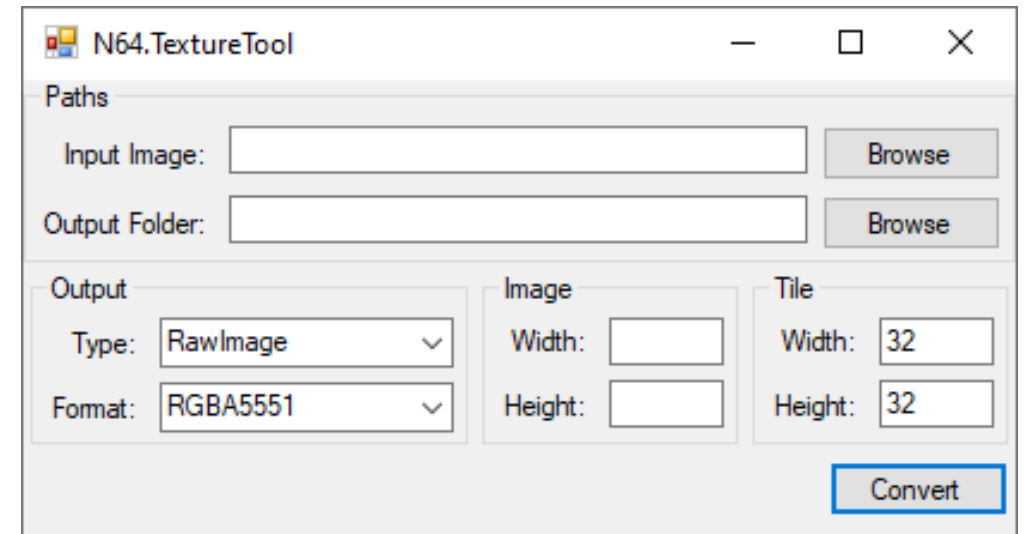 N64.TextureTool
Paths
Input Image: Browse
Output Folder: Browse
Output Image Tile
Type: RawImage Width: Width: 32
Format: RGBA5551 Height: Height: 32
Convert